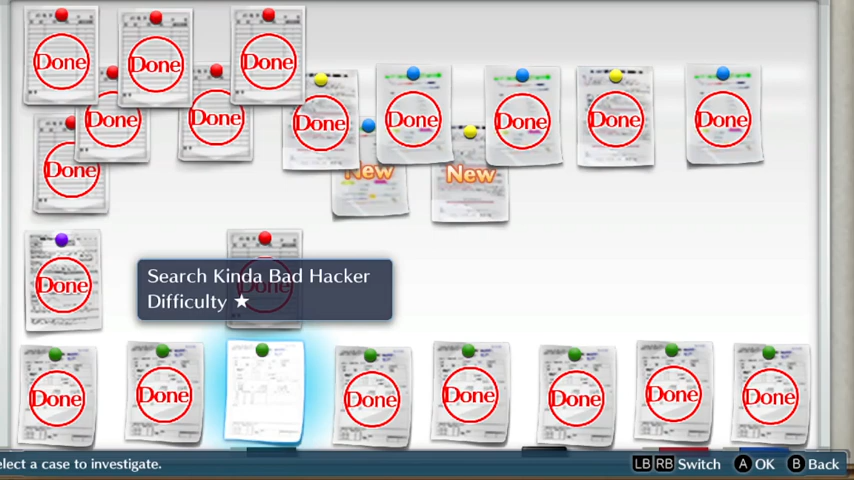 Done
Done
Done
Done
Done
Done
Done
Done
Done
Done
Done
New
New
Done
Search Kinda Bad Hacker
Difficulty ★
Done
Done
Done
Done
Done
Done
Done
Done
elect a case to investigate.
LB RB Switch
A OK
B Back